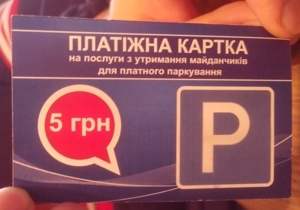 ПЛАТІЖНА КАРТКА
на послуги з утримання майданчиків
для платного паркування
5 грн
P